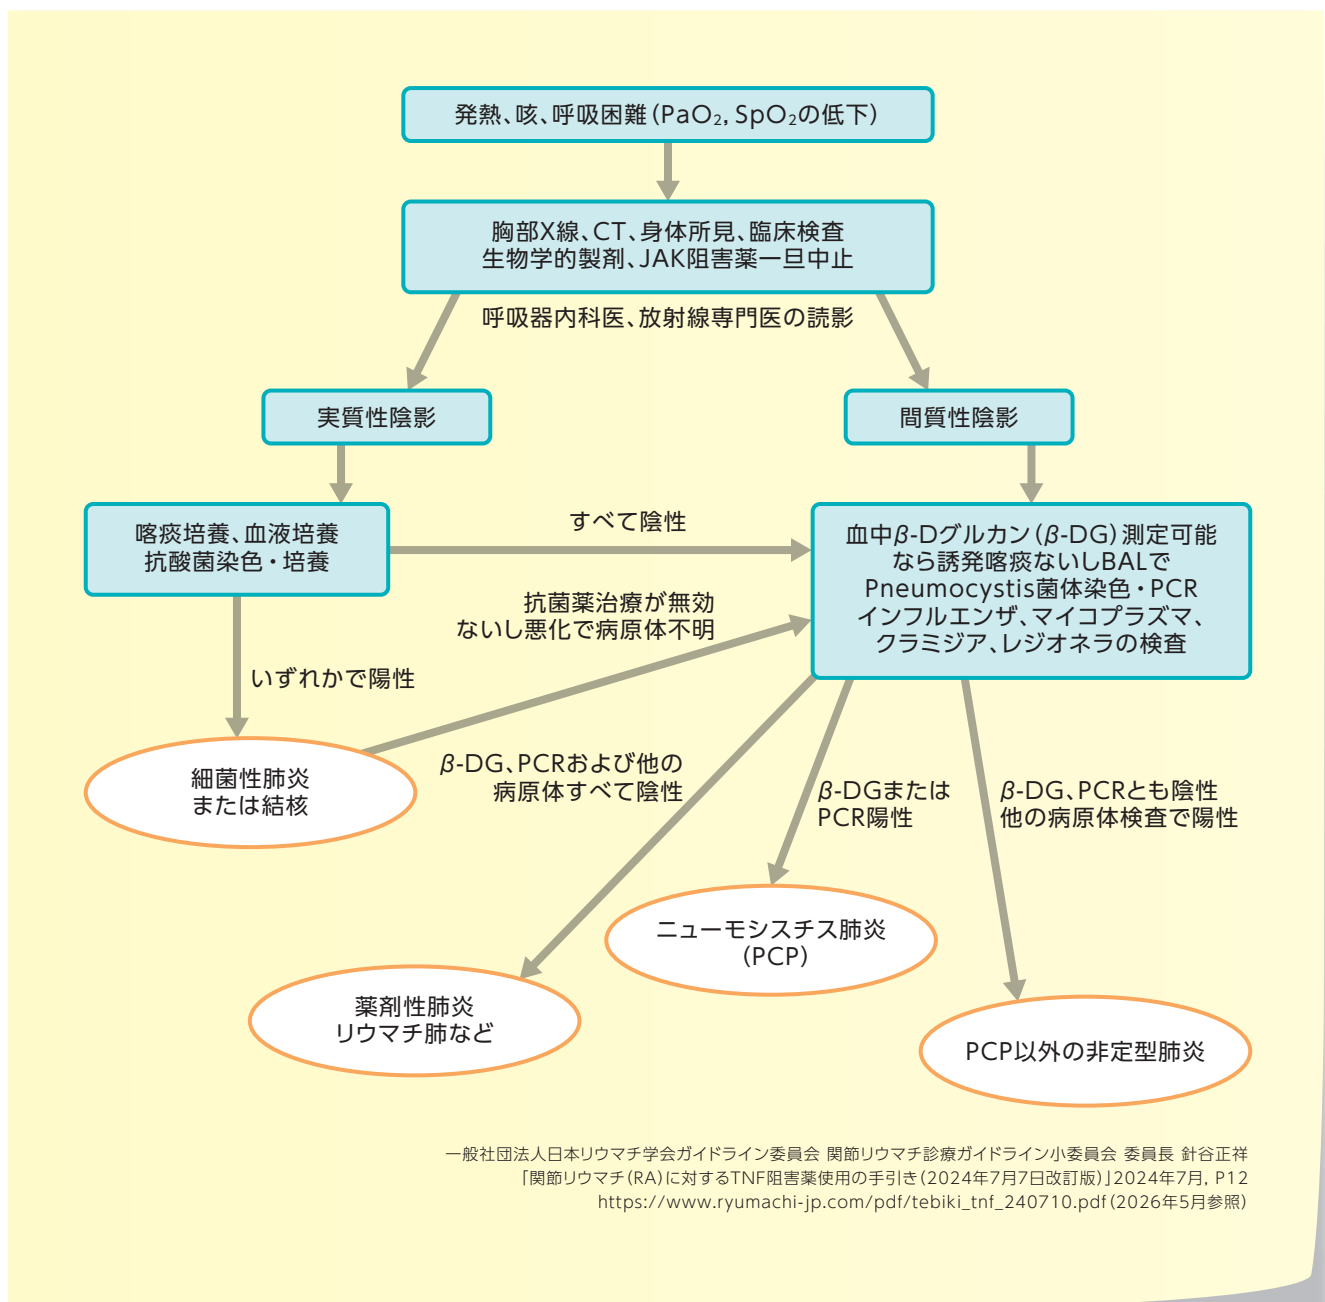 発熱、咳、呼吸困難（PaO₂, SpO₂の低下）
胸部X線、CT、身体所見、臨床検査
生物学的製剤、JAK阻害薬一旦中止
呼吸器内科医、放射線専門医の読影
実質性陰影
間質性陰影
喀痰培養、血液培養
抗酸菌染色・培養
すべて陰性
血中β-Dグルカン（β-DG）測定可能
なら誘発喀痰ないしBALで
Pneumocystis菌体染色・PCR
インフルエンザ、マイコプラズマ、
クラミジア、レジオネラの検査
抗菌薬治療が無効
ないし悪化で病原体不明
いずれかで陽性
細菌性肺炎
または結核
β-DG、PCRおよび他の
病原体すべて陰性
β-DGまたは
PCR陽性
β-DG、PCRとも陰性
他の病原体検査で陽性
ニューモシスチス肺炎
（PCP）
薬剤性肺炎
リウマチ肺など
PCP以外の非定型肺炎
一般社団法人日本リウマチ学会ガイドライン委員会 関節リウマチ診療ガイドライン小委員会 委員長 針谷正祥
「関節リウマチ（RA）に対するTNF阻害薬使用の手引き（2024年7月7日改訂版）」2024年7月, P12
https://www.ryumachi-jp.com/pdf/tebiki_tnf_240710.pdf（2026年5月参照）